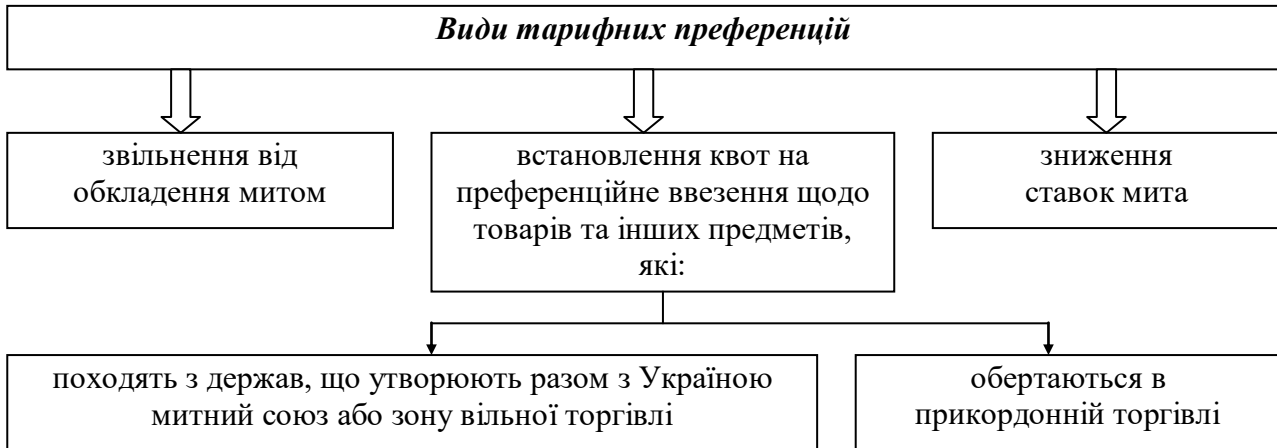 Види тарифних преференцій
звільнення від
обкладення митом
встановлення квот на
преференційне ввезення щодо
товарів та інших предметів,
які:
зниження
ставок мита
походять з держав, що утворюють разом з Україною
митний союз або зону вільної торгівлі
обертаються в
прикордонній торгівлі